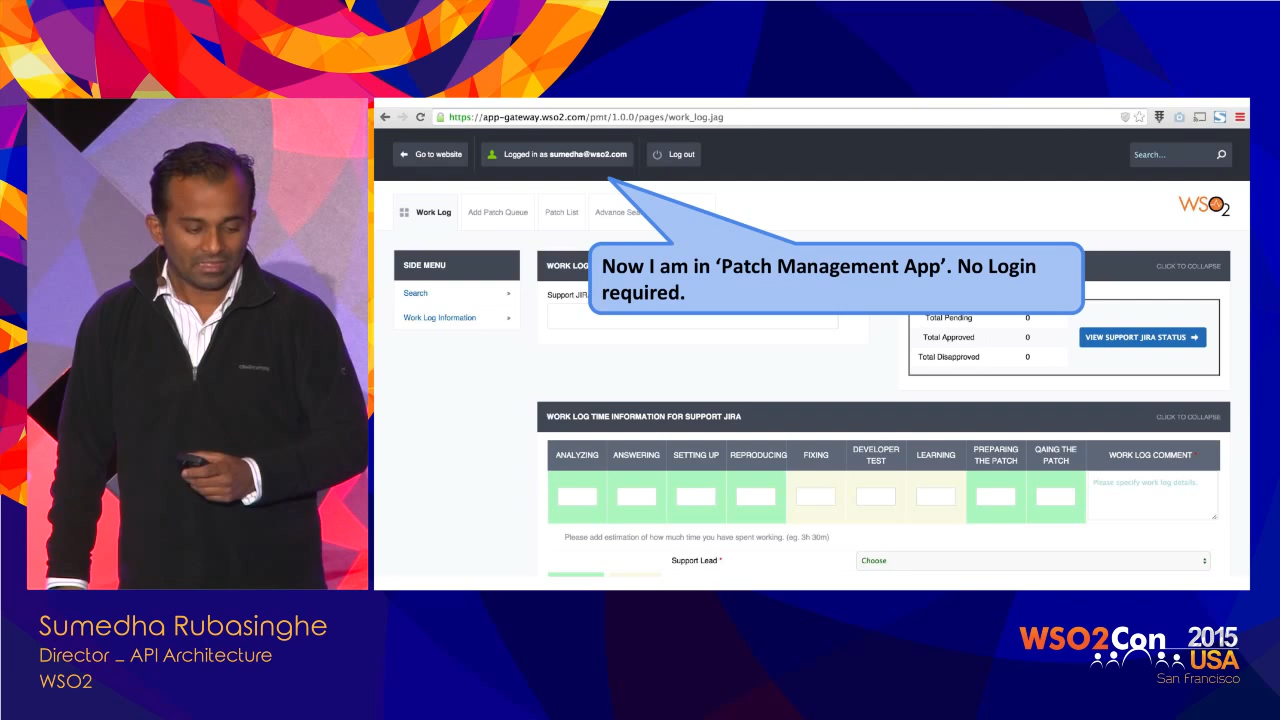 https://app-gateway.wso2.com/pmt/1.0.0/pages/work_log.jag
Go to website
Logged in as sumedha@wso2.com
Log out
Search...
Work Log
Add Patch Queue
Patch List
Advance Sea
WSO2
Now I am in ‘Patch Management App’. No Login
required.
SIDE MENU
Search »
Work Log Information »
WORK LOG
CLICK TO COLLAPSE
Support JIR
Total Pending 0
Total Approved 0
Total Disapproved 0
VIEW SUPPORT JIRA STATUS
WORK LOG TIME INFORMATION FOR SUPPORT JIRA
CLICK TO COLLAPSE
ANALYZING
ANSWERING
SETTING UP
REPRODUCING
FIXING
DEVELOPER
TEST
LEARNING
PREPARING
THE PATCH
QAING THE
PATCH
WORK LOG COMMENT *
Please specify work log details.
Please add estimation of how much time you have spent working. (eg. 3h 30m)
Support Lead *
Choose
Sumedha Rubasinghe
Director _ API Architecture
WSO2
WSO2Con 2015
USA
San Francisco